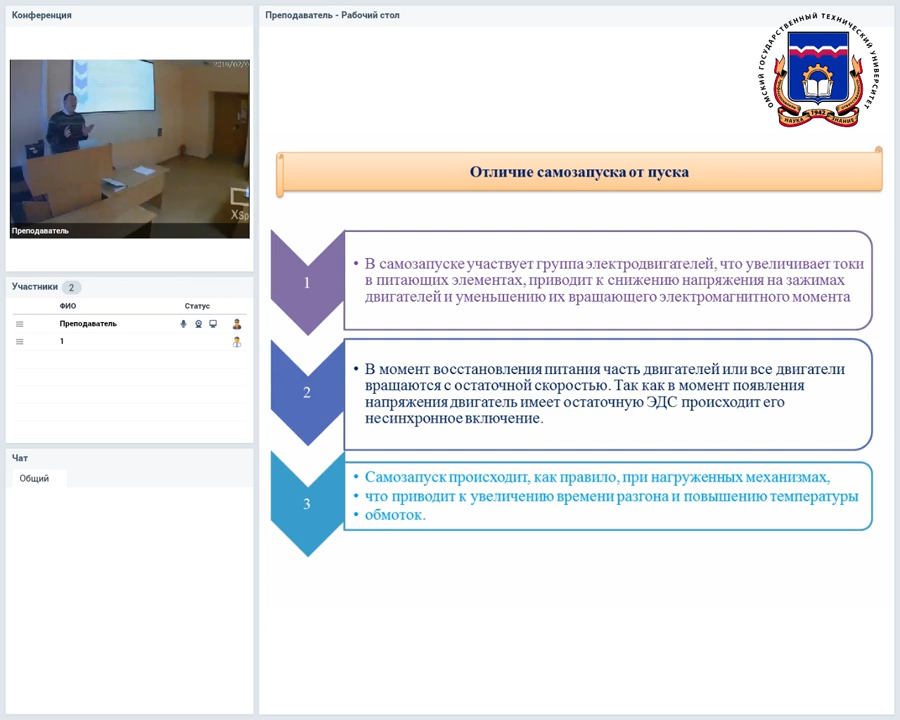 Конференция
2019/02/0
XSp
Преподаватель
Участники 2
ФИО Статус
Преподаватель
1
Чат
Общий
Преподаватель - Рабочий стол
ОМСКИЙ ГОСУДАРСТВЕННЫЙ ТЕХНИЧЕСКИЙ УНИВЕРСИТЕТ
НАУКА 1942 ЗНАНИЕ
Отличие самозапуска от пуска
1
• В самозапуске участвует группа электродвигателей, что увеличивает токи
в питающих элементах, приводит к снижению напряжения на зажимах
двигателей и уменьшению их вращающего электромагнитного момента
2
• В момент восстановления питания часть двигателей или все двигатели
вращаются с остаточной скоростью. Так как в момент появления
напряжения двигатель имеет остаточную ЭДС происходит его
несинхронное включение.
3
• Самозапуск происходит, как правило, при нагруженных механизмах,
• что приводит к увеличению времени разгона и повышению температуры
• обмоток.